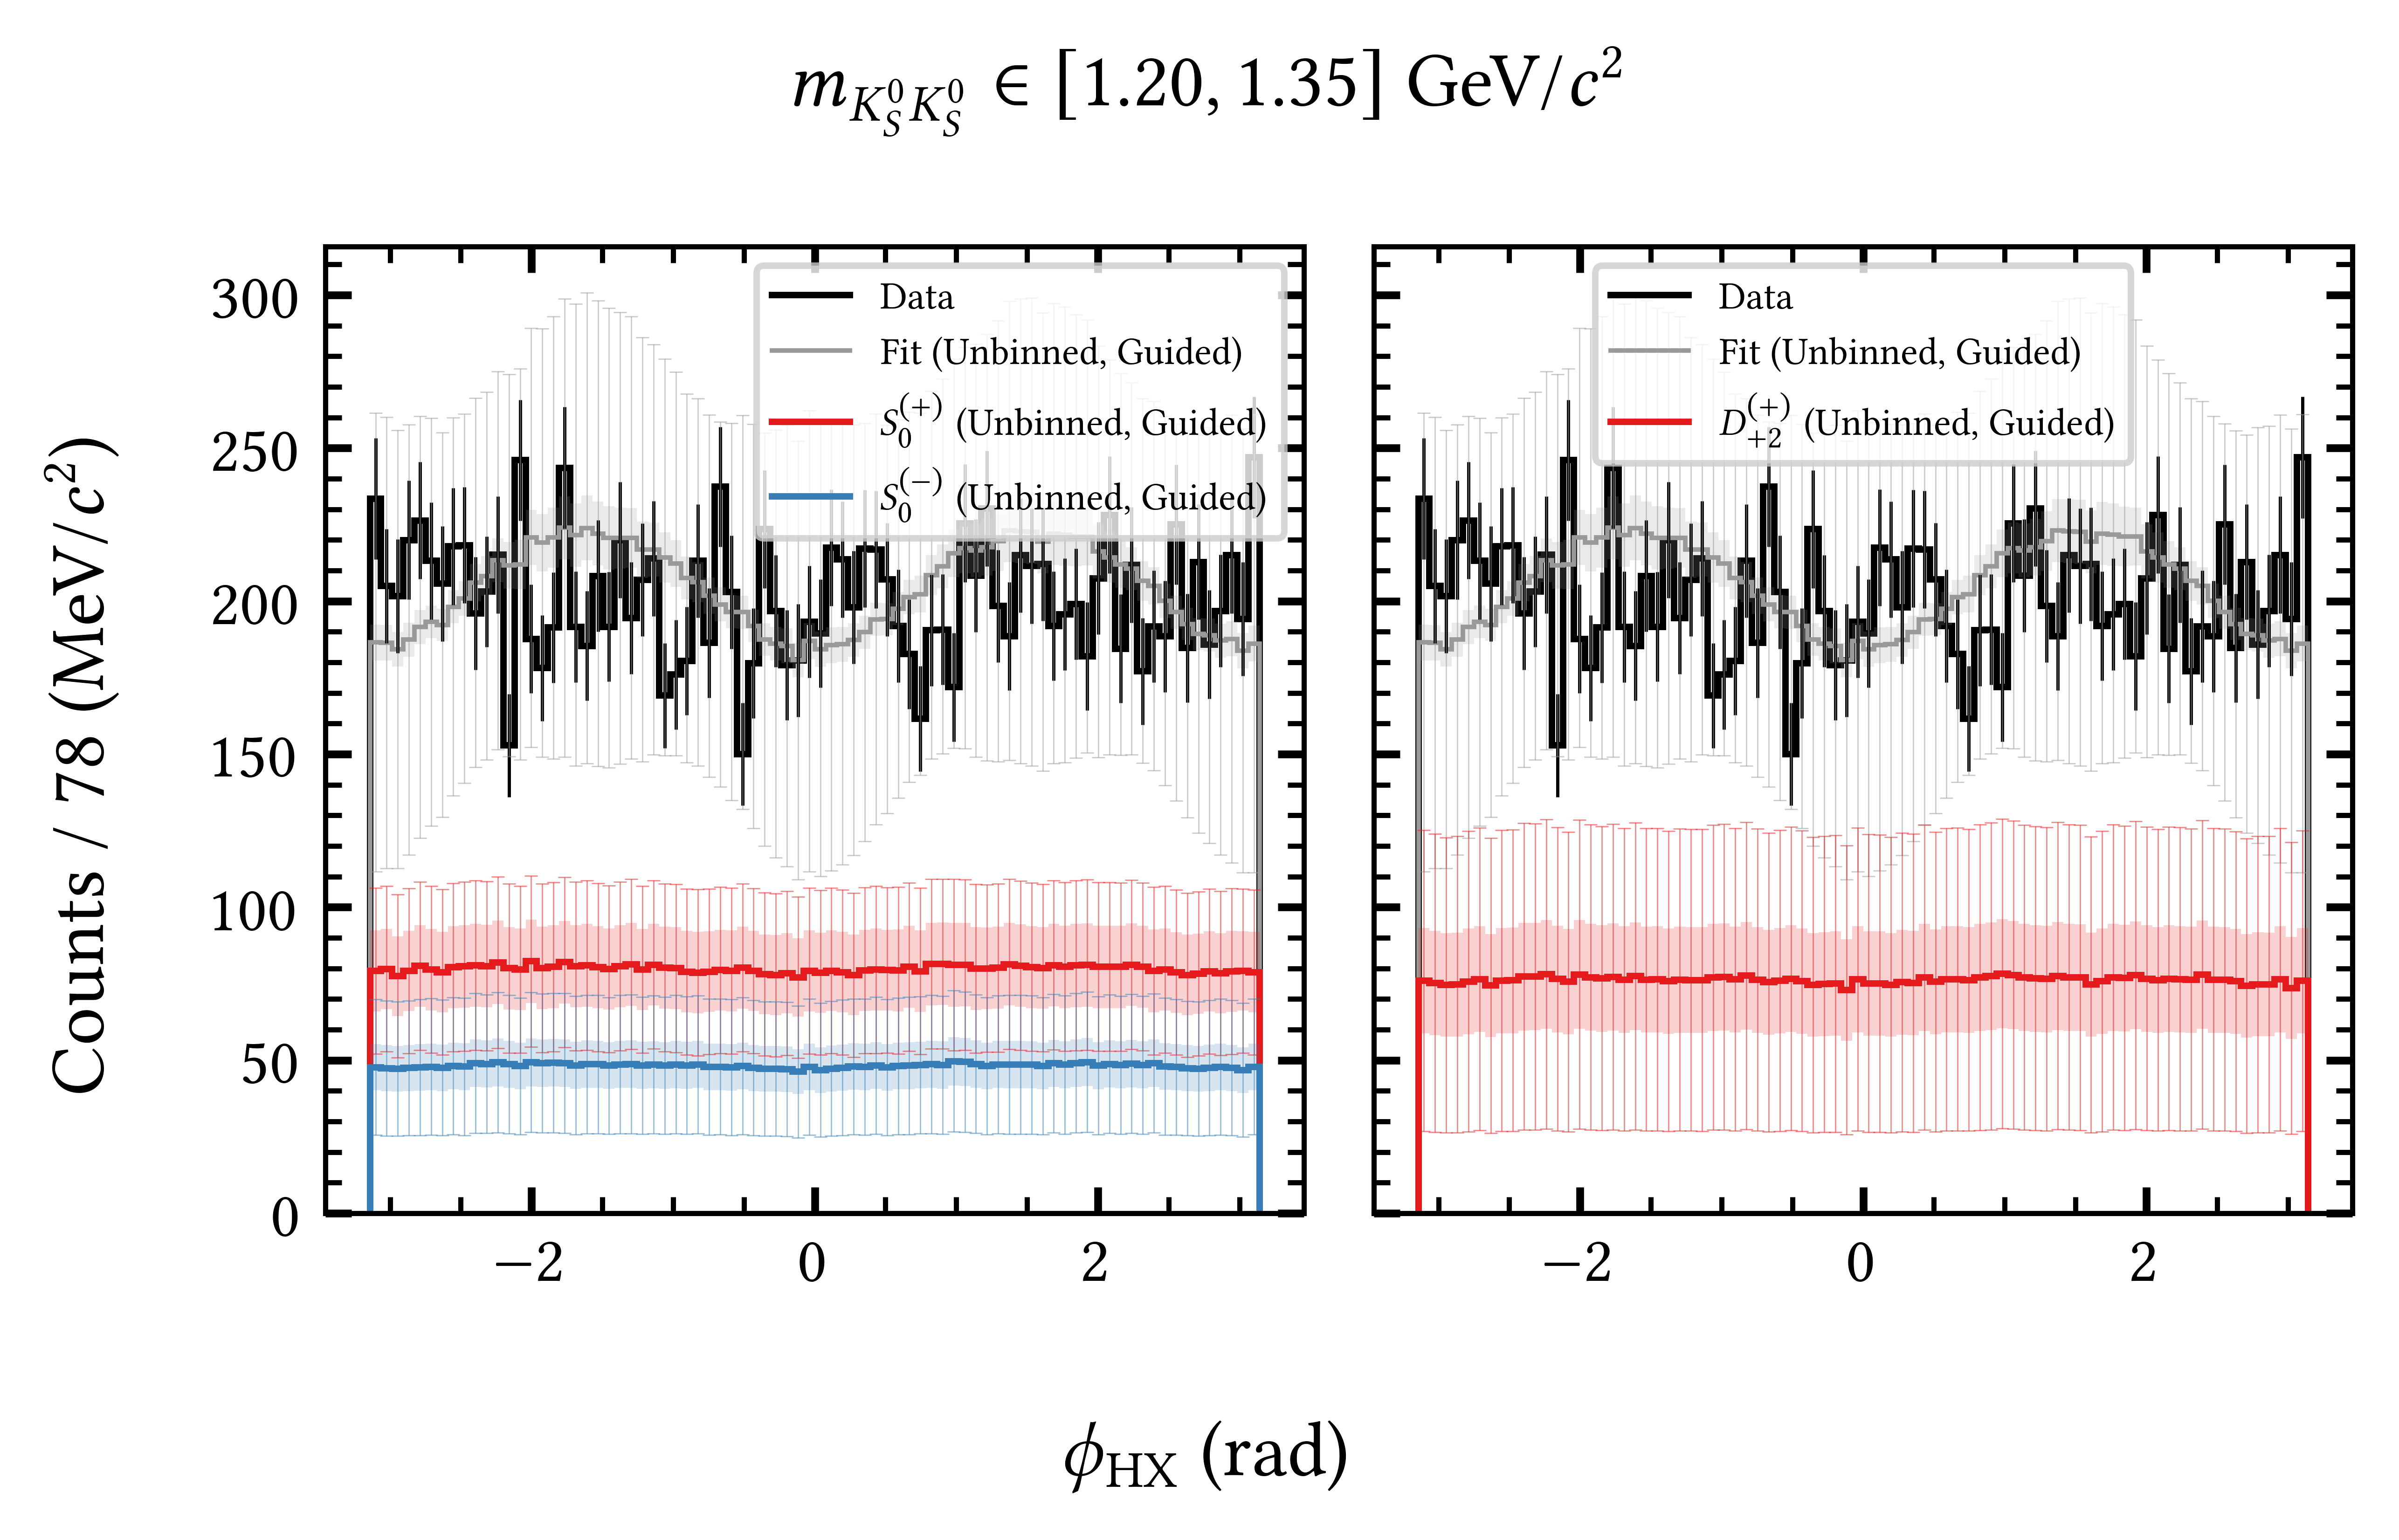 m_{K_S^0 K_S^0} ∈ [1.20, 1.35] GeV/c²
Counts / 78 (MeV/c²)
300
250
200
150
100
50
0
Data
Fit (Unbinned, Guided)
S_0^{(+)} (Unbinned, Guided)
S_0^{(−)} (Unbinned, Guided)
−2
0
2
Data
Fit (Unbinned, Guided)
D_{+2}^{(+)} (Unbinned, Guided)
−2
0
2
ϕ_{HX} (rad)